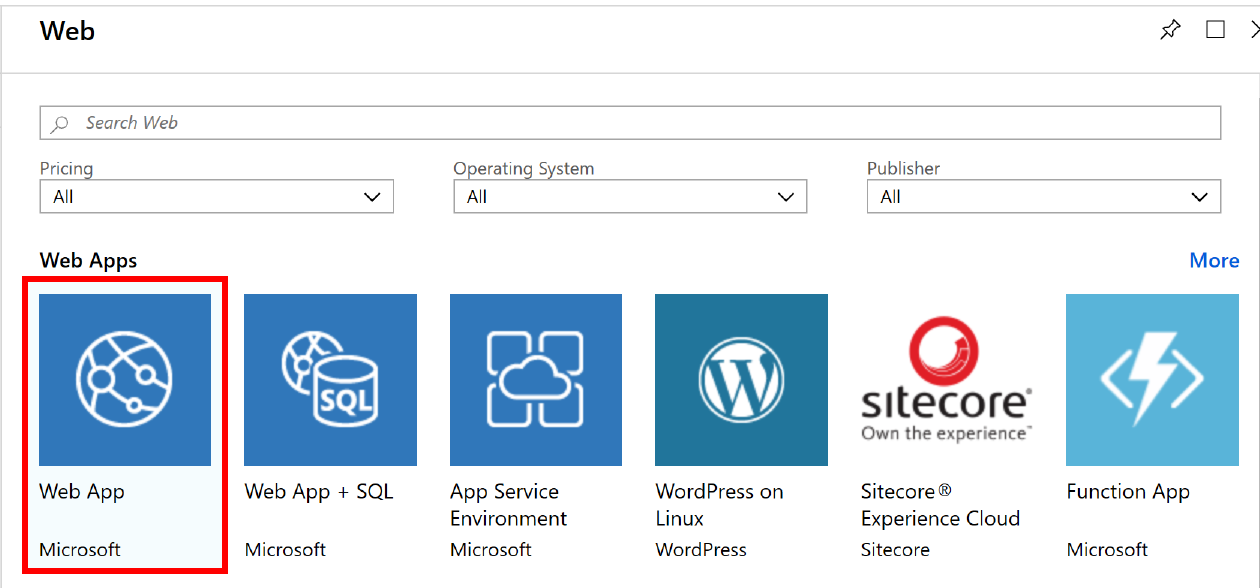 Web
Search Web
Pricing
Operating System
Publisher
All
All
All
Web Apps
More
SQL
sitecore®
Own the experience™
Web App
Web App + SQL
App Service
Environment
WordPress on
Linux
Sitecore®
Experience Cloud
Function App
Microsoft
Microsoft
Microsoft
WordPress
Sitecore
Microsoft